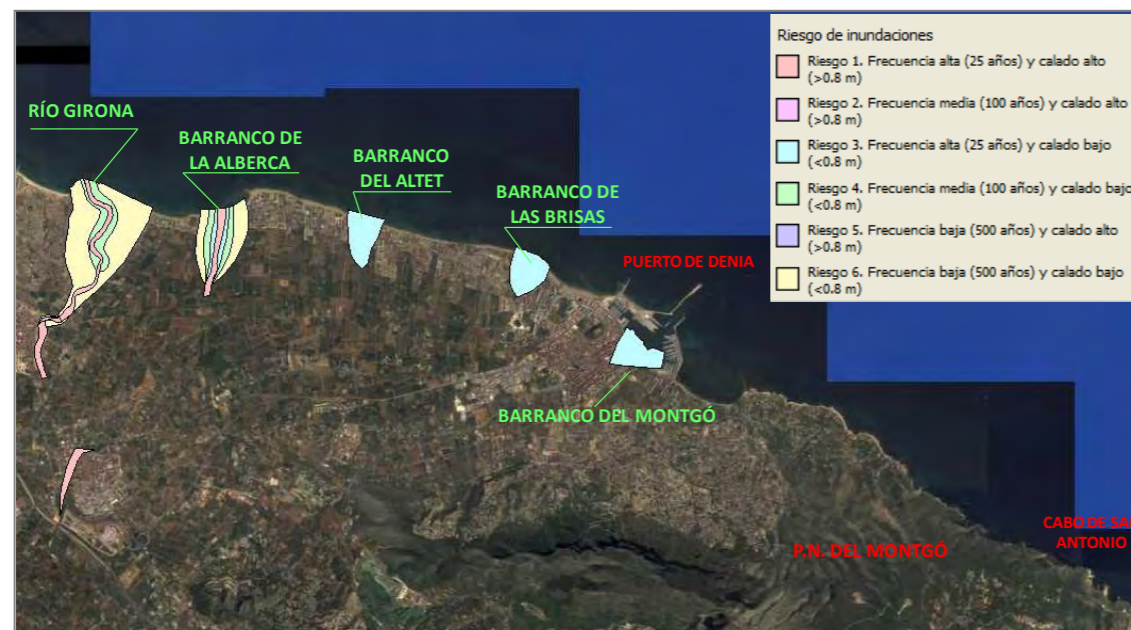 Riesgo de inundaciones
Riesgo 1. Frecuencia alta (25 años) y calado alto
(>0.8 m)
Riesgo 2. Frecuencia media (100 años) y calado alto
(>0.8 m)
Riesgo 3. Frecuencia alta (25 años) y calado bajo
(<0.8 m)
Riesgo 4. Frecuencia media (100 años) y calado bajo
(<0.8 m)
Riesgo 5. Frecuencia baja (500 años) y calado alto
(>0.8 m)
Riesgo 6. Frecuencia baja (500 años) y calado bajo
(<0.8 m)
RÍO GIRONA
BARRANCO DE
LA ALBERCA
BARRANCO
DEL ALTET
BARRANCO DE
LAS BRISAS
PUERTO DE DENIA
BARRANCO DEL MONTGÓ
P.N. DEL MONTGÓ
CABO DE SA
ANTONIO